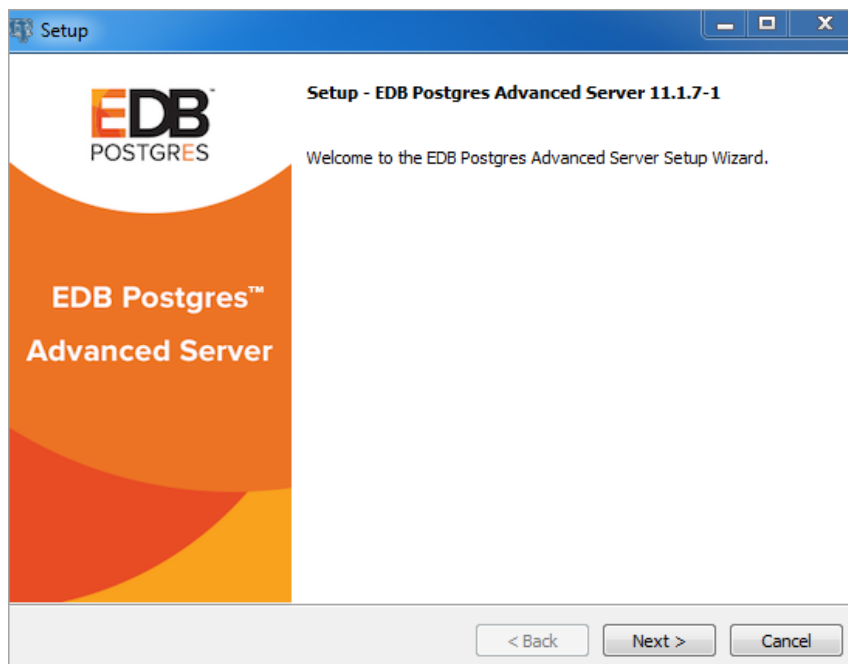 Setup
EDB
POSTGRES
Setup - EDB Postgres Advanced Server 11.1.7-1
Welcome to the EDB Postgres Advanced Server Setup Wizard.
EDB Postgres™
Advanced Server
< Back
Next >
Cancel